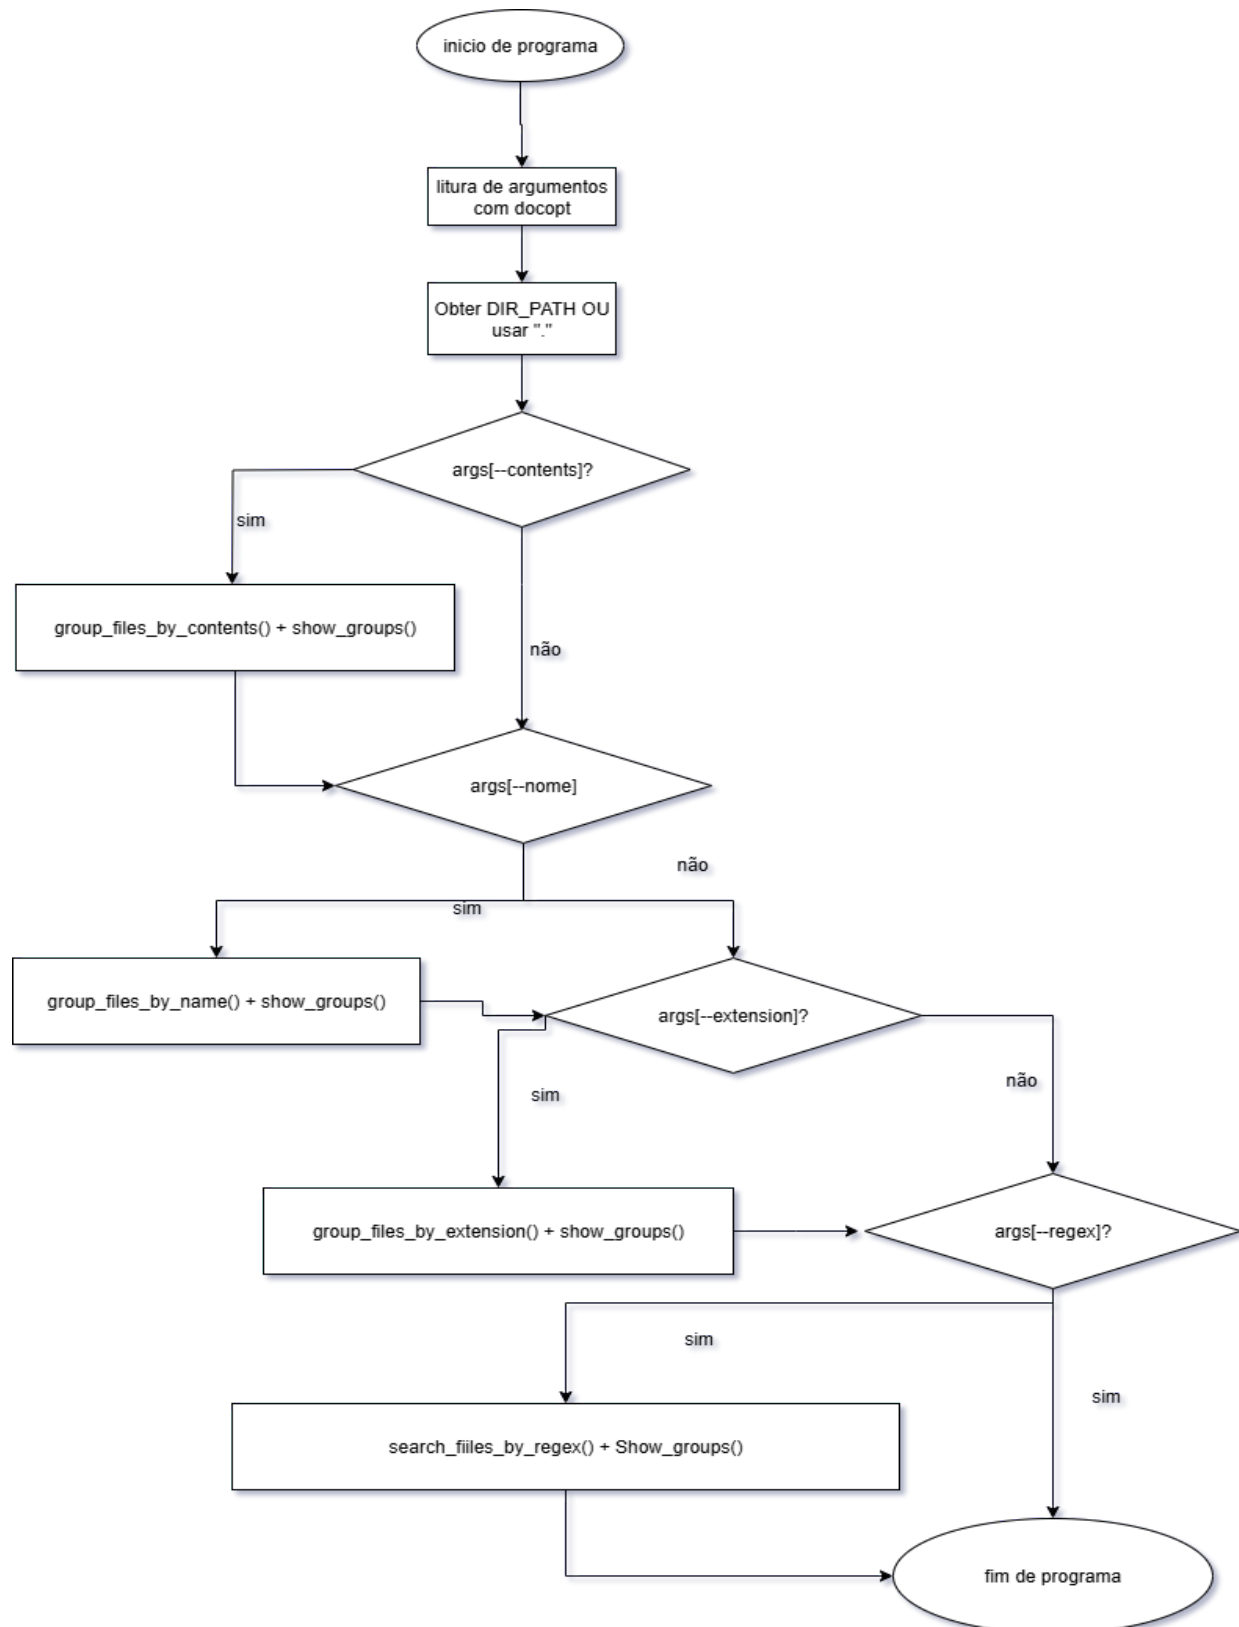 inicio de programa
litura de argumentos
com docopt
Obter DIR_PATH OU
usar "."
args[--contents]?
sim
group_files_by_contents() + show_groups()
não
args[--nome]
não
sim
group_files_by_name() + show_groups()
args[--extension]?
não
sim
group_files_by_extension() + show_groups()
args[--regex]?
sim
sim
search_fiiles_by_regex() + Show_groups()
fim de programa